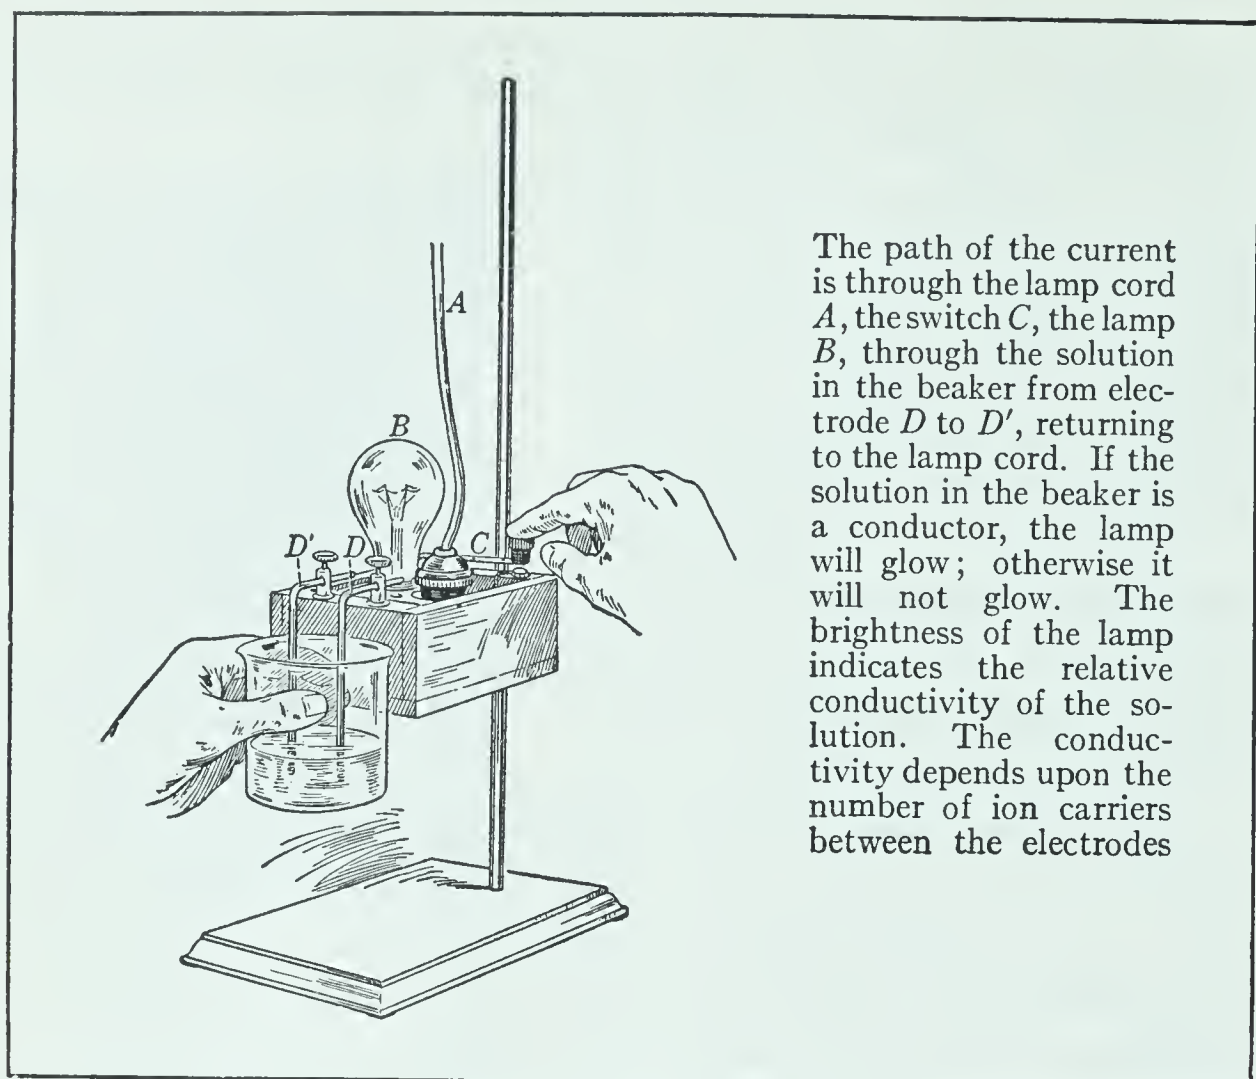 A
B
C
D' D
The path of the current
is through the lamp cord
A, the switch C, the lamp
B, through the solution
in the beaker from elec-
trode D to D', returning
to the lamp cord. If the
solution in the beaker is
a conductor, the lamp
will glow; otherwise it
will not glow. The
brightness of the lamp
indicates the relative
conductivity of the so-
lution. The conduc-
tivity depends upon the
number of ion carriers
between the electrodes